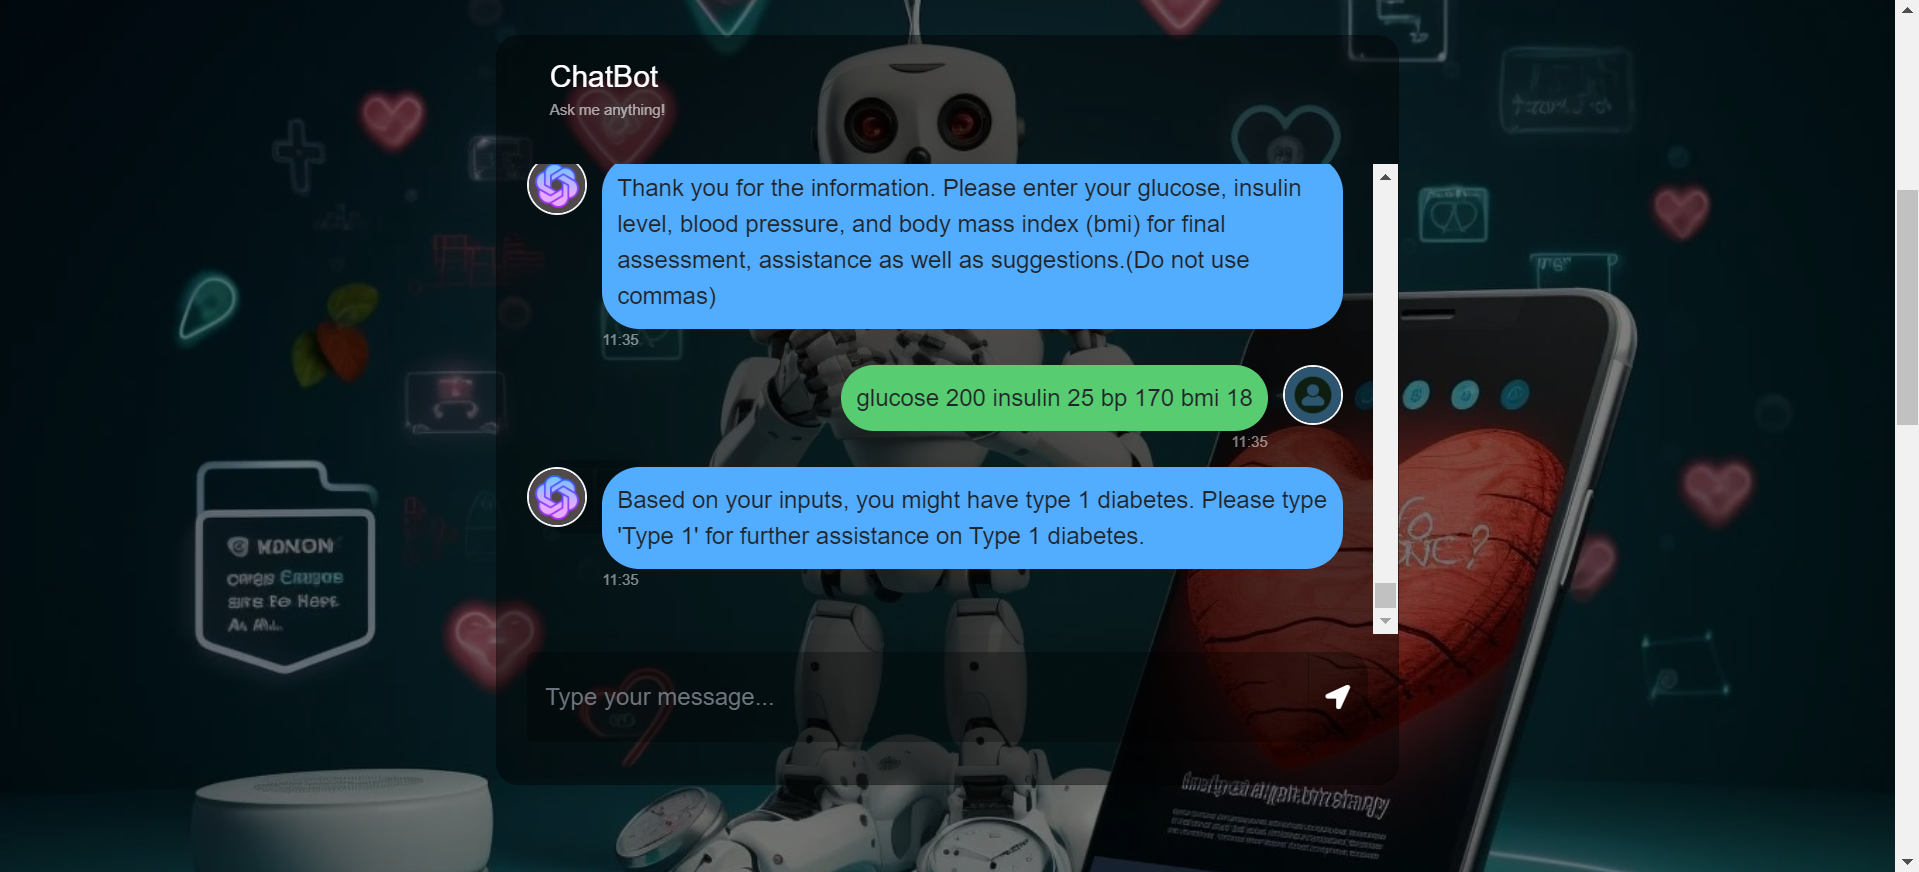 ChatBot
Ask me anything!
Thank you for the information. Please enter your glucose, insulin
level, blood pressure, and body mass index (bmi) for final
assessment, assistance as well as suggestions.(Do not use
commas)
11:35
glucose 200 insulin 25 bp 170 bmi 18
11:35
Based on your inputs, you might have type 1 diabetes. Please type
'Type 1' for further assistance on Type 1 diabetes.
11:35
Type your message...